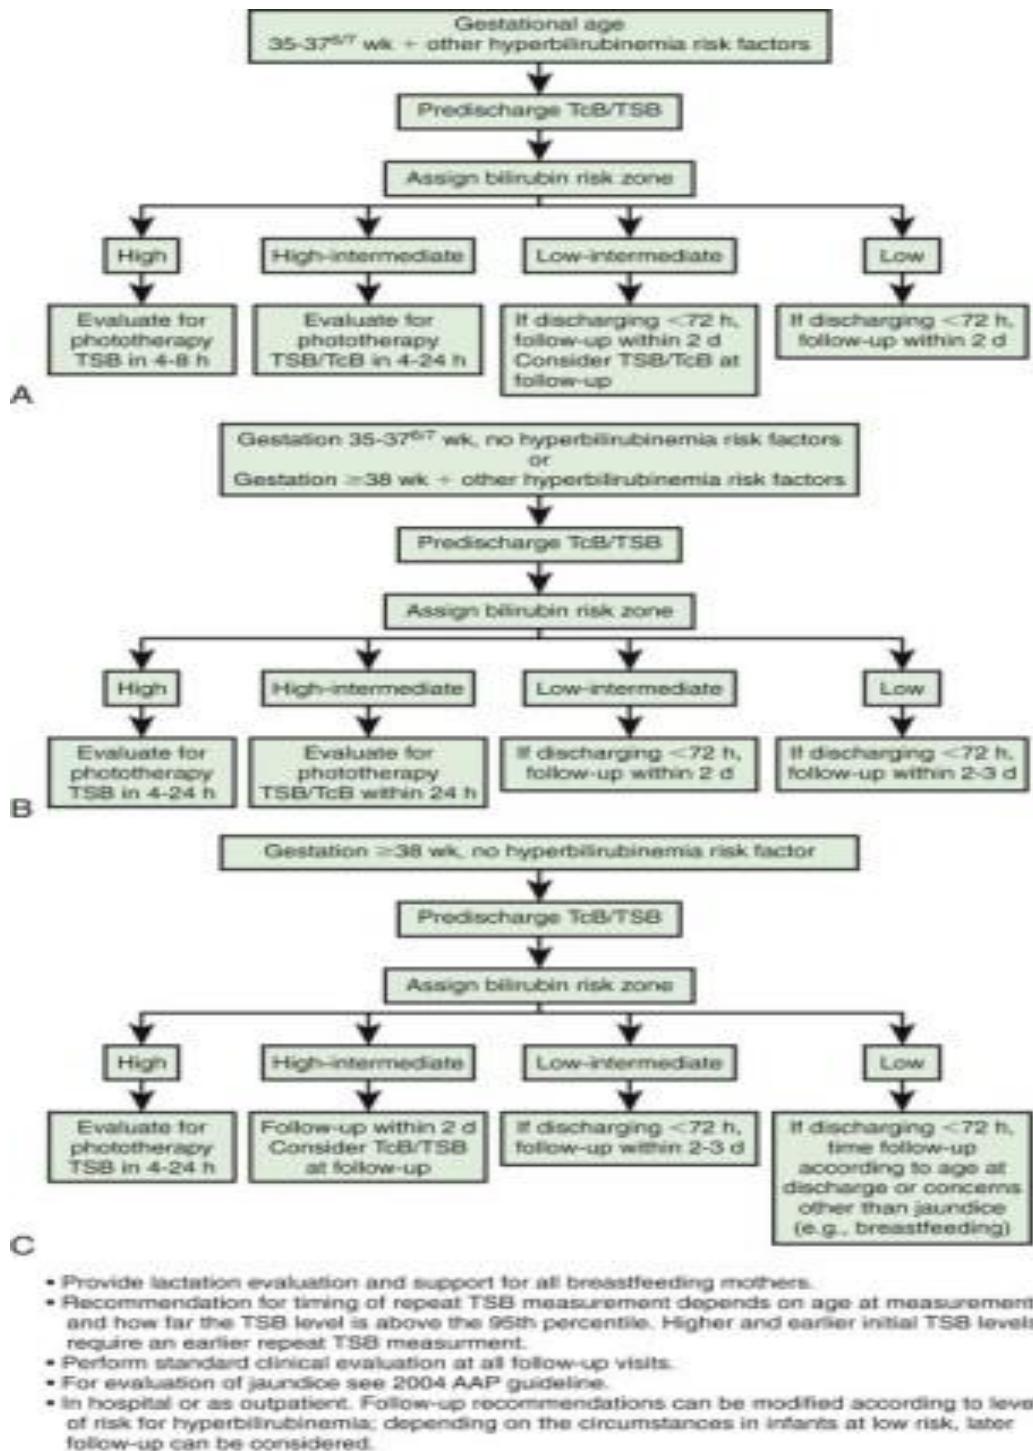 Gestational age
35-37 6/7 wk + other hyperbilirubinemia risk factors
Predischarge TcB/TSB
Assign bilirubin risk zone
High
High-intermediate
Low-intermediate
Low
Evaluate for
phototherapy
TSB in 4-8 h
Evaluate for
phototherapy
TSB/TcB in 4-24 h
If discharging <72 h,
follow-up within 2 d
Consider TSB/TcB at
follow-up
If discharging <72 h,
follow-up within 2 d
A
Gestation 35-37 6/7 wk, no hyperbilirubinemia risk factors
or
Gestation ≥38 wk + other hyperbilirubinemia risk factors
Predischarge TcB/TSB
Assign bilirubin risk zone
High
High-intermediate
Low-intermediate
Low
Evaluate for
phototherapy
TSB in 4-24 h
Evaluate for
phototherapy
TSB/TcB within 24 h
If discharging <72 h,
follow-up within 2 d
If discharging <72 h,
follow-up within 2-3 d
B
Gestation ≥38 wk, no hyperbilirubinemia risk factor
Predischarge TcB/TSB
Assign bilirubin risk zone
High
High-intermediate
Low-intermediate
Low
Evaluate for
phototherapy
TSB in 4-24 h
Follow-up within 2 d
Consider TcB/TSB
at follow-up
If discharging <72 h,
follow-up within 2-3 d
If discharging <72 h,
time follow-up
according to age at
discharge or concerns
other than jaundice
(e.g., breastfeeding)
C
• Provide lactation evaluation and support for all breastfeeding mothers.
• Recommendation for timing of repeat TSB measurement depends on age at measurement
and how far the TSB level is above the 95th percentile. Higher and earlier initial TSB levels
require an earlier repeat TSB measurment.
• Perform standard clinical evaluation at all follow-up visits.
• For evaluation of jaundice see 2004 AAP guideline.
• In hospital or as outpatient. Follow-up recommendations can be modified according to leve
of risk for hyperbilirubinemia; depending on the circumstances in infants at low risk, later
follow-up can be considered.